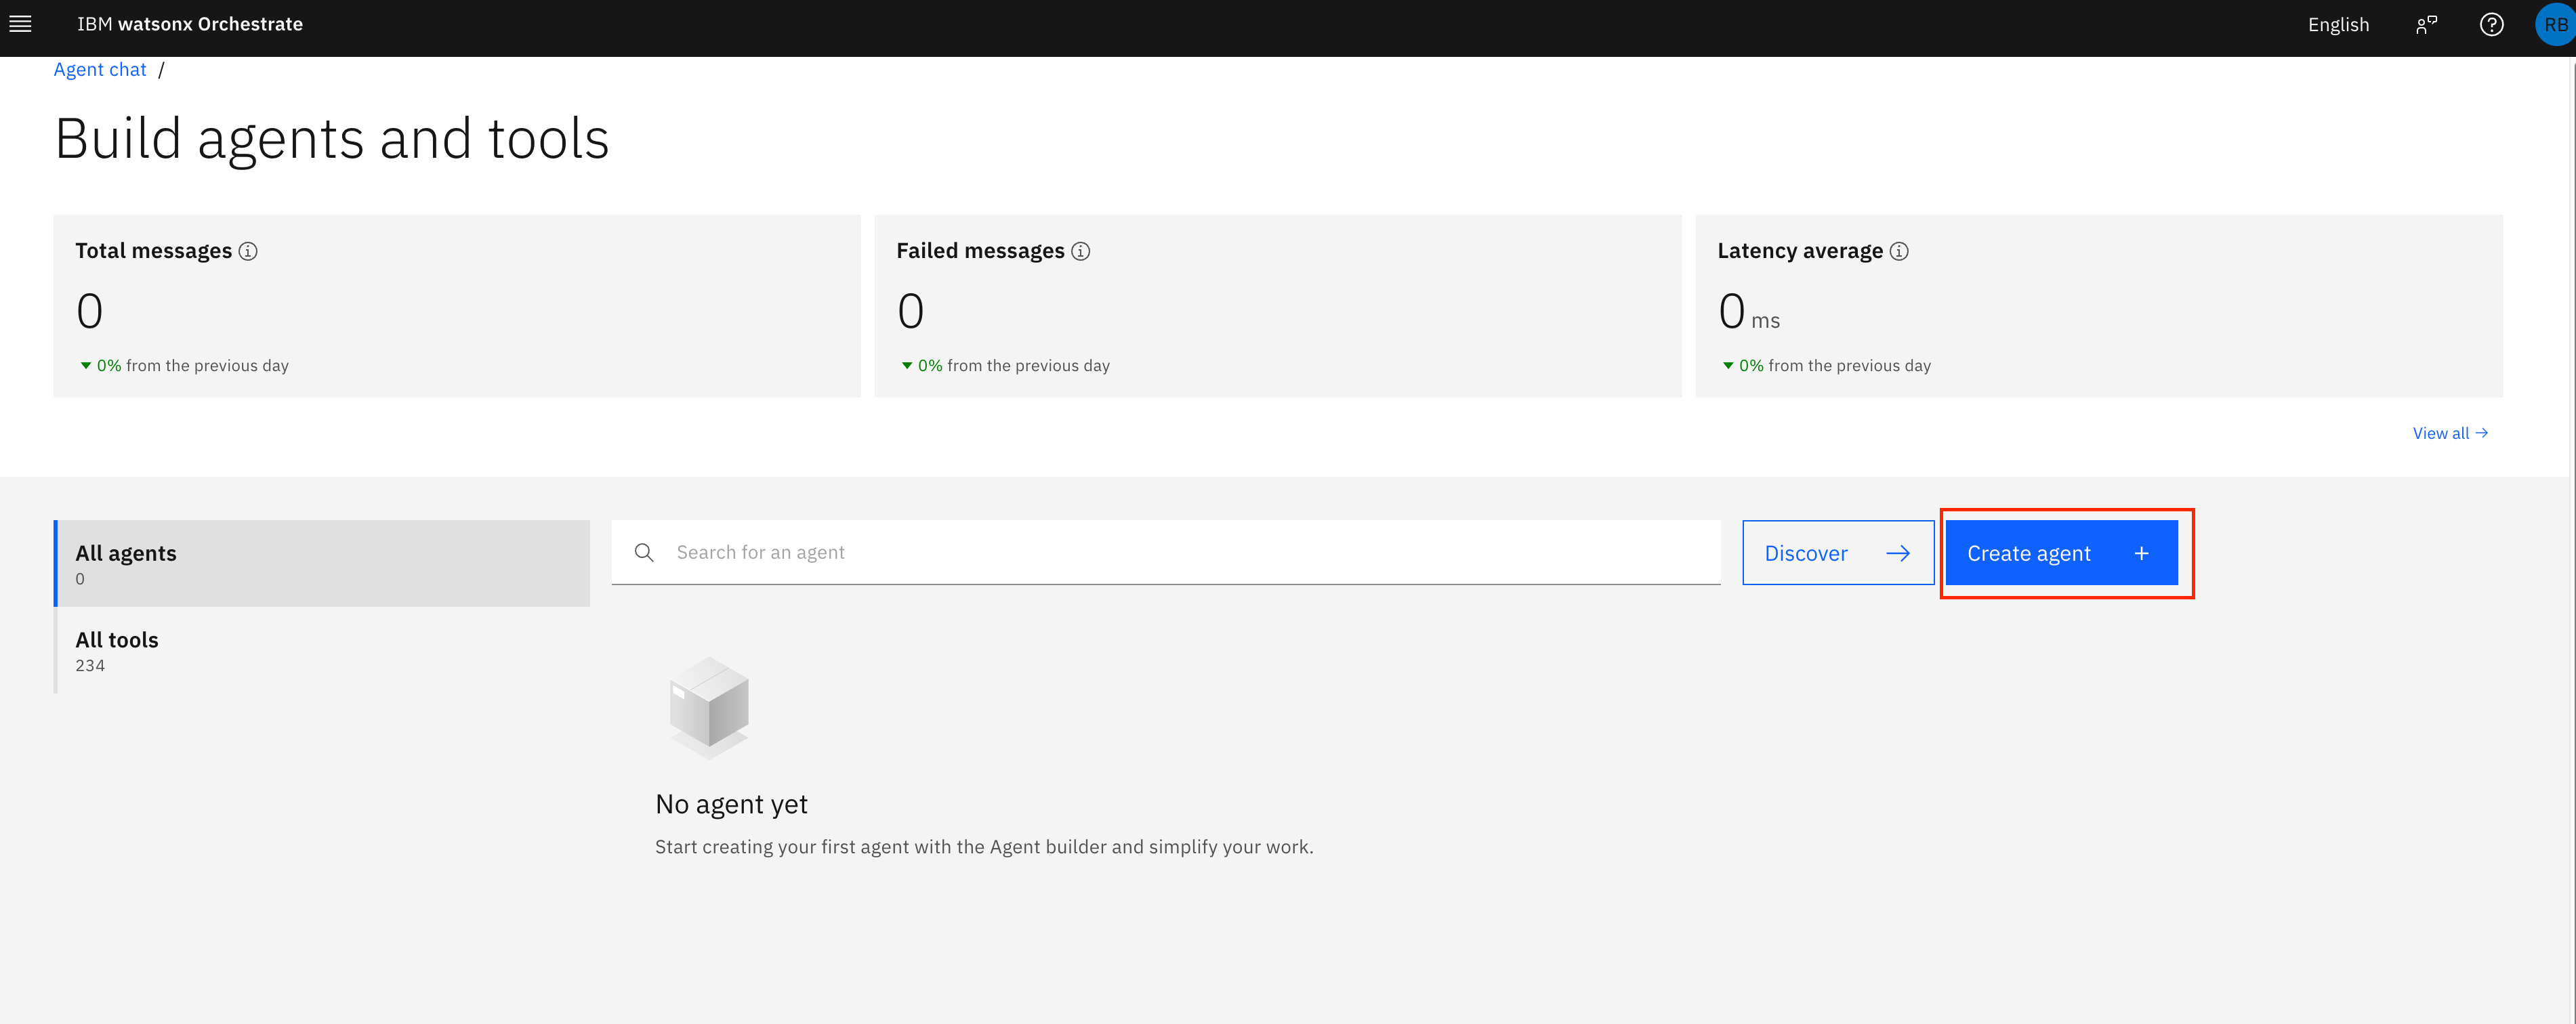 IBM watsonx Orchestrate
English
RB
Agent chat /
Build agents and tools
Total messages
0
0% from the previous day
Failed messages
0
0% from the previous day
Latency average
0 ms
0% from the previous day
View all →
All agents
0
All tools
234
Search for an agent
Discover →
Create agent +
No agent yet
Start creating your first agent with the Agent builder and simplify your work.